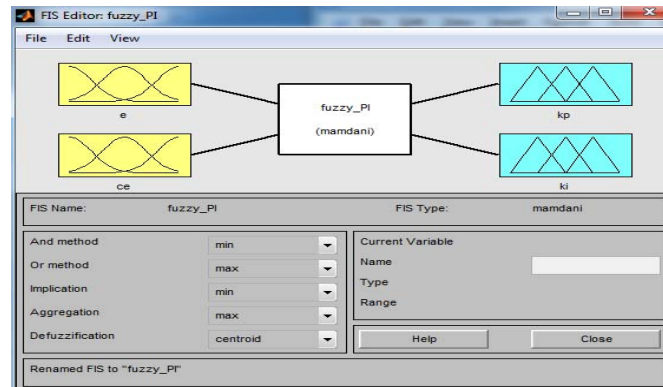 FIS Editor: fuzzy_PI
File Edit View
e
ce
fuzzy_PI
(mamdani)
kp
ki
FIS Name: fuzzy_PI FIS Type: mamdani
And method min
Or method max
Implication min
Aggregation max
Defuzzification centroid
Current Variable
Name
Type
Range
Help Close
Renamed FIS to "fuzzy_PI"